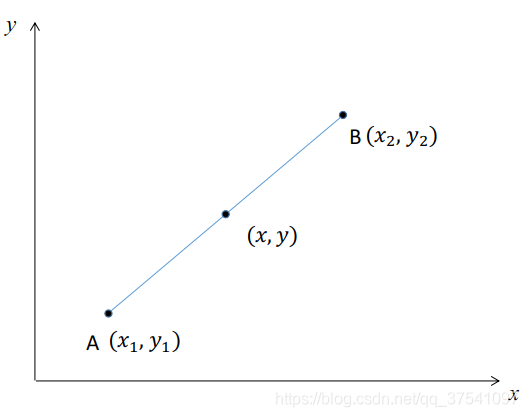 y
B (x₂, y₂)
(x, y)
A (x₁, y₁)
x
https://blog.csdn.net/qq_3754109